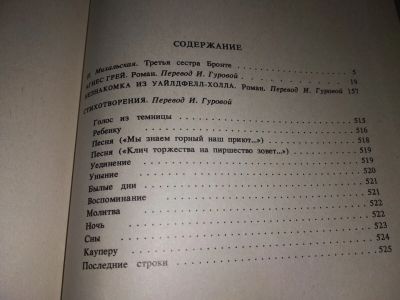 СОДЕРЖАНИЕ
Н. Михальская. Третья сестра Бронте 5
АГНЕС ГРЕЙ. Роман. Перевод И. Гуровой 19
НЕЗНАКОМКА ИЗ УАЙЛДФЕЛЛ-ХОЛЛА. Роман. Перевод И. Гуровой 157
СТИХОТВОРЕНИЯ. Перевод И. Гуровой
Голос из темницы 515
Ребенку 516
Песня («Мы знаем горный наш приют...») 518
Песня («Клич торжества на пиршество зовет...») 519
Уединение 519
Уныние 520
Былые дни 521
Воспоминание 521
Молитва 522
Ночь 522
Сны 523
Кауперу 524
Последние строки 525